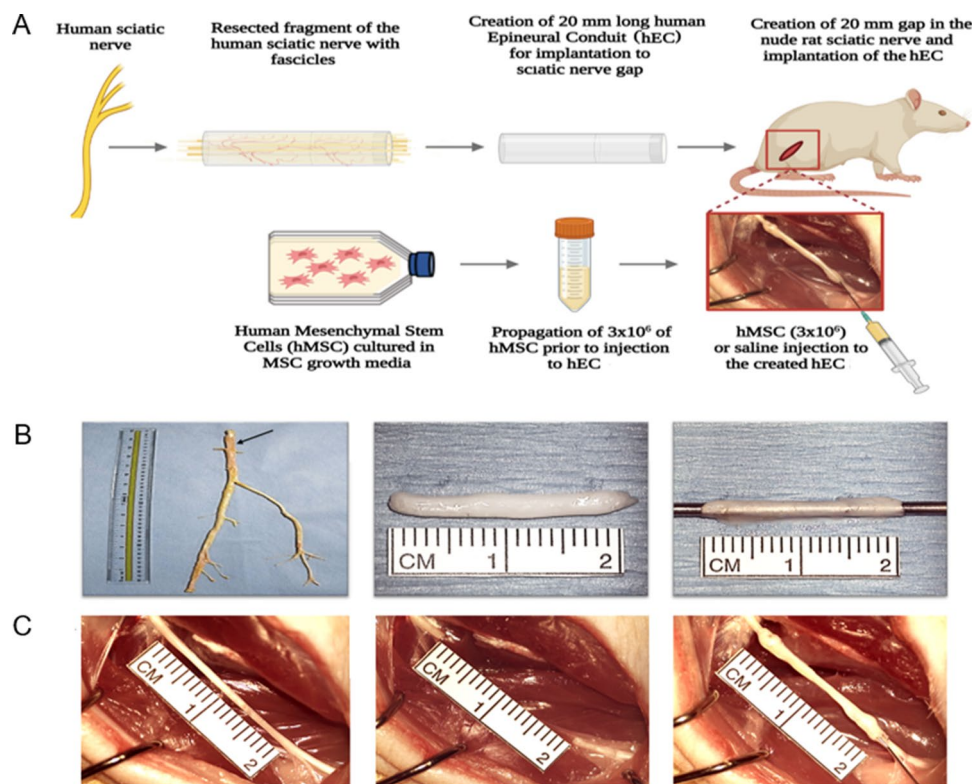 A
Human sciatic
nerve
Resected fragment of the
human sciatic nerve with
fascicles
Creation of 20 mm long human
Epineural Conduit (hEC)
for implantation to
sciatic nerve gap
Creation of 20 mm gap in the
nude rat sciatic nerve and
implantation of the hEC
Human Mesenchymal Stem
Cells (hMSC) cultured in
MSC growth media
Propagation of 3x10⁶ of
hMSC prior to injection
to hEC
hMSC (3x10⁶)
or saline injection to
the created hEC
B
CM 1 2
CM 1 2
C
CM 1 2
CM 1 2
CM 1 2